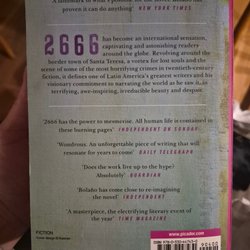 proven it can do anything' NEW YORK TIMES
2666 has become an international sensation,
captivating and astonishing readers
around the globe. Revolving around the
border town of Santa Teresa, a vortex for lost souls and the
scene of some of the most horrifying crimes in twentieth-century
fiction, it defines one of Latin America's greatest writers and his
visionary commitment to narrating the world as he saw it, in
terrifying, awe-inspiring, irreducible beauty and despair
'2666 has the power to mesmerize. All human life is contained in
these burning pages' INDEPENDENT ON SUNDAY
'Wondrous. An unforgettable piece of writing that will
resonate for years to come' DAILY TELEGRAPH
'Does the work live up to the hype?
Absolutely' GUARDIAN
'Bolaño has come close to re-imagining
the novel' INDEPENDENT
'A masterpiece, the electrifying literary event of
the year' TIME MAGAZINE
FICTION
www.picador.com
90400